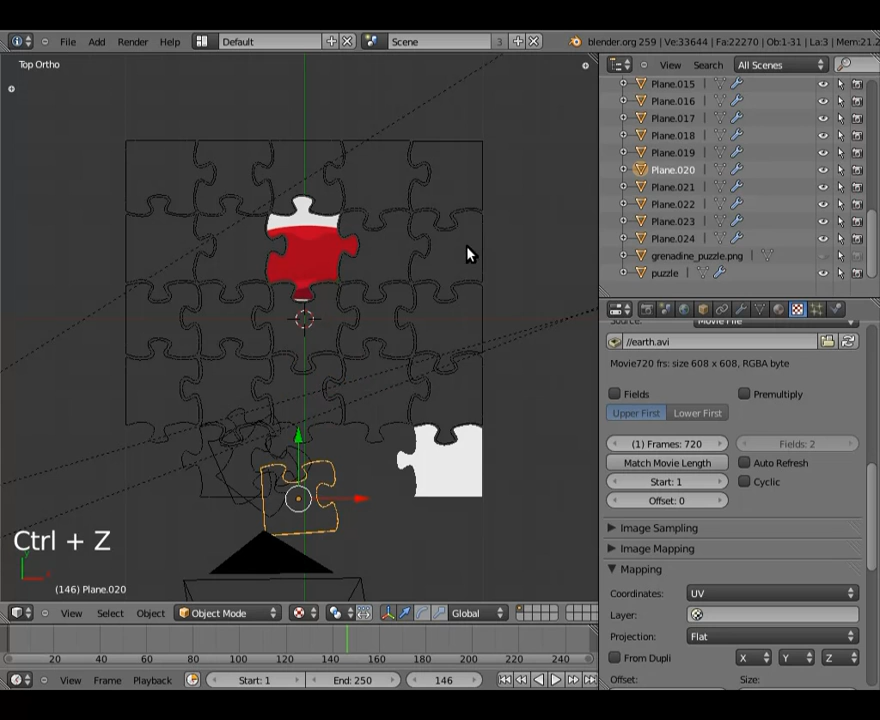 File Add Render Help Default Scene 3 blender.org 259 | Ve:33644 | Fa:22270 | Ob:1-31 | La:3 | Mem:21.2
Top Ortho
View Search All Scenes
Plane.015
Plane.016
Plane.017
Plane.018
Plane.019
Plane.020
Plane.021
Plane.022
Plane.023
Plane.024
grenadine_puzzle.png
puzzle
Source: Movie File
//earth.avi
Movie720 frs: size 608 x 608, RGBA byte
Fields Premultiply
Upper First Lower First
(1) Frames: 720 Fields: 2
Match Movie Length Auto Refresh
Start: 1 Cyclic
Offset: 0
Image Sampling
Image Mapping
Mapping
Coordinates: UV
Layer:
Projection: Flat
From Dupli X Y Z
Offset: Size:
Ctrl + Z
(146) Plane.020
View Select Object Object Mode Global
20 40 60 80 100 120 140 160 180 200 220 240
View Frame Playback Start: 1 End: 250 146